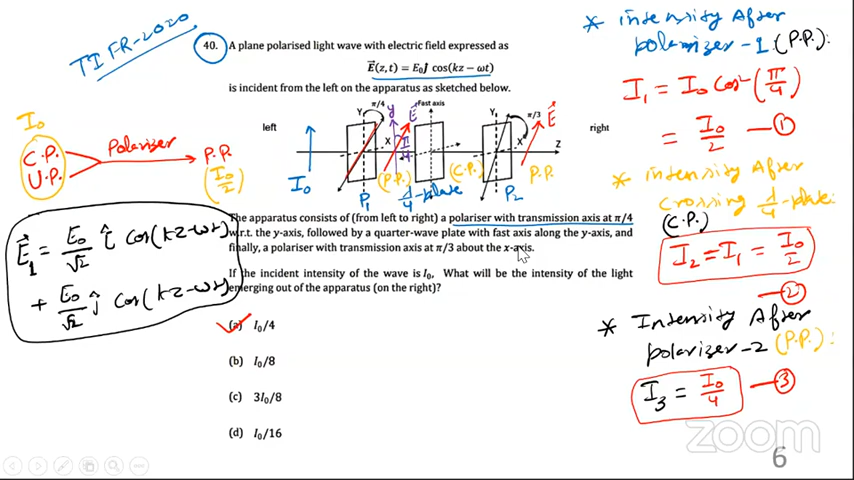 TIFR-2020
40. A plane polarised light wave with electric field expressed as
E⃗(z,t) = E₀ĵ cos(kz − ωt)
is incident from the left on the apparatus as sketched below.
left
I₀
Y
π/4
X
P₁
(P.P.)
y
E⃗
π/4
Fast axis
λ/4-plate
(C.P.)
Y
π/3
X
P₂
E⃗
P.P.
Z
right
The apparatus consists of (from left to right) a polariser with transmission axis at π/4
w.r.t. the y-axis, followed by a quarter-wave plate with fast axis along the y-axis, and
finally, a polariser with transmission axis at π/3 about the x-axis.
If the incident intensity of the wave is I₀, What will be the intensity of the light
emerging out of the apparatus (on the right)?
(a) I₀/4
(b) I₀/8
(c) 3I₀/8
(d) I₀/16
I₀
C.P.
U.P.
Polarizer
P.P.
(I₀/2)
E⃗₁ = E₀/√2 î cos(kz-ωt)
+ E₀/√2 ĵ cos(kz-ωt)
* intensity After
polarizer-1 (P.P.):
I₁ = I₀ cos²(π/4)
= I₀/2 — ①
* intensity After
crossing λ/4-plate:
(C.P.)
I₂ = I₁ = I₀/2
— ②
* Intensity After
polarizer-2 (P.P.):
I₃ = I₀/4 — ③
zoom
6